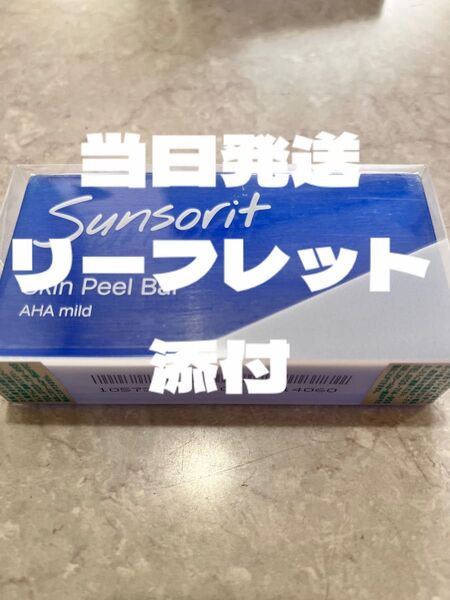 当日発送
Sunsorit
リーフレット
Skin Peel Bar
AHA mild
添付